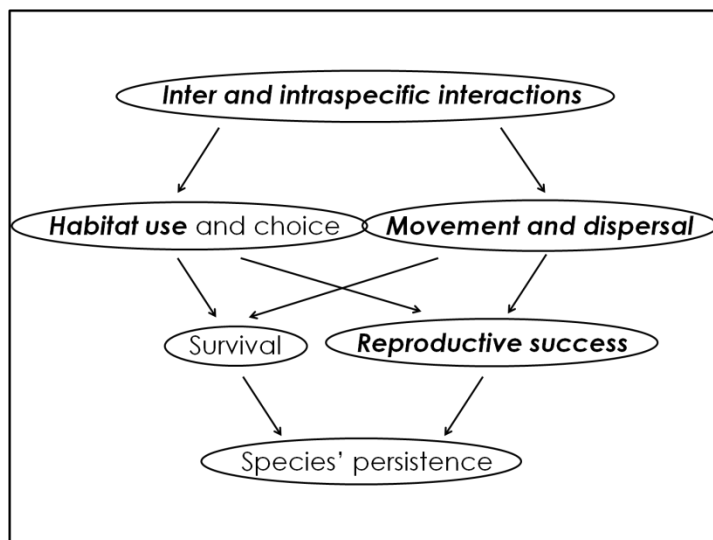 Inter and intraspecific interactions
Habitat use and choice
Movement and dispersal
Survival
Reproductive success
Species' persistence